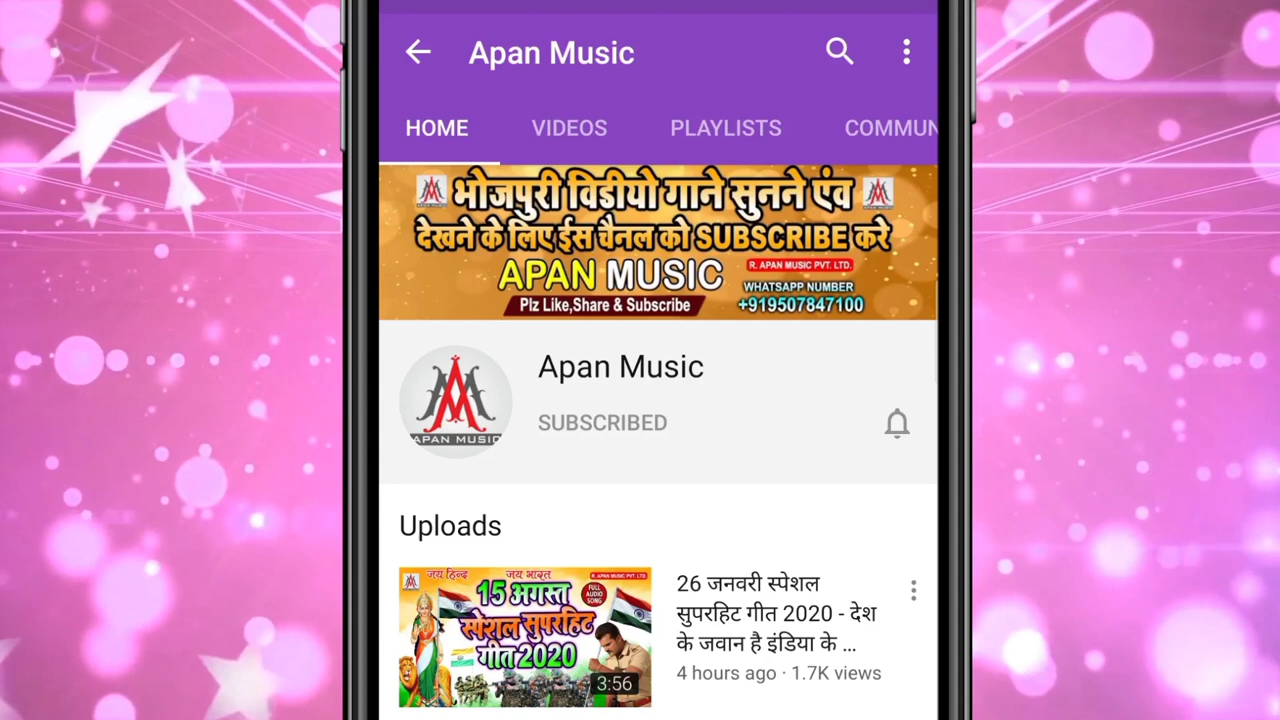 Apan Music
HOME VIDEOS PLAYLISTS COMMUN
भोजपुरी विडीयो गाने सुनने एंव
देखने के लिए ईस चैनल को SUBSCRIBE करे
APAN MUSIC
R. APAN MUSIC PVT. LTD.
WHATSAPP NUMBER
Plz Like,Share & Subscribe
+919507847100
Apan Music
SUBSCRIBED
APAN MUSIC
Uploads
जय हिन्द जय भारत
R. APAN MUSIC PVT. LTD
15 अगस्त
FULL AUDIO SONG
स्पेशल सुपरहिट
गीत 2020
3:56
26 जनवरी स्पेशल
सुपरहिट गीत 2020 - देश
के जवान है इंडिया के ...
4 hours ago · 1.7K views